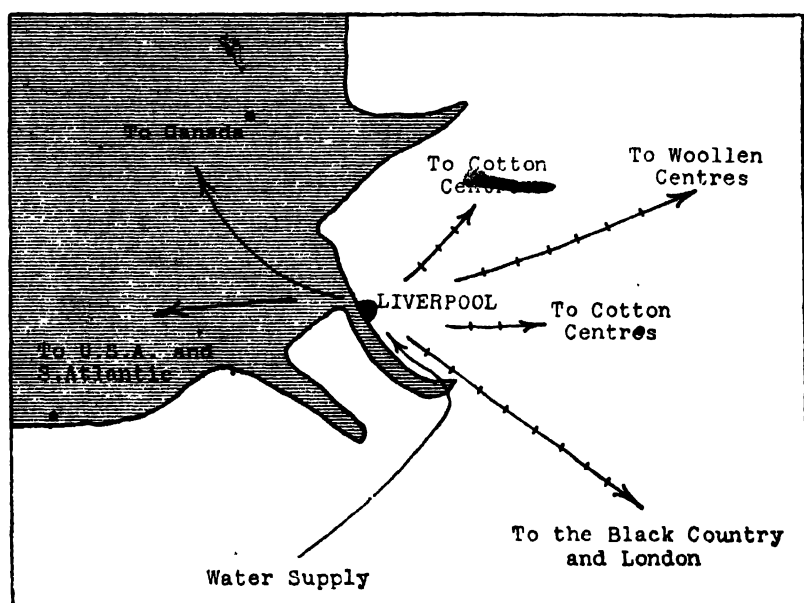 To Canada
To Cotton
Centres
To Woollen
Centres
LIVERPOOL
To Cotton
Centres
To U.S.A. and
S.Atlantic
To the Black Country
and London
Water Supply